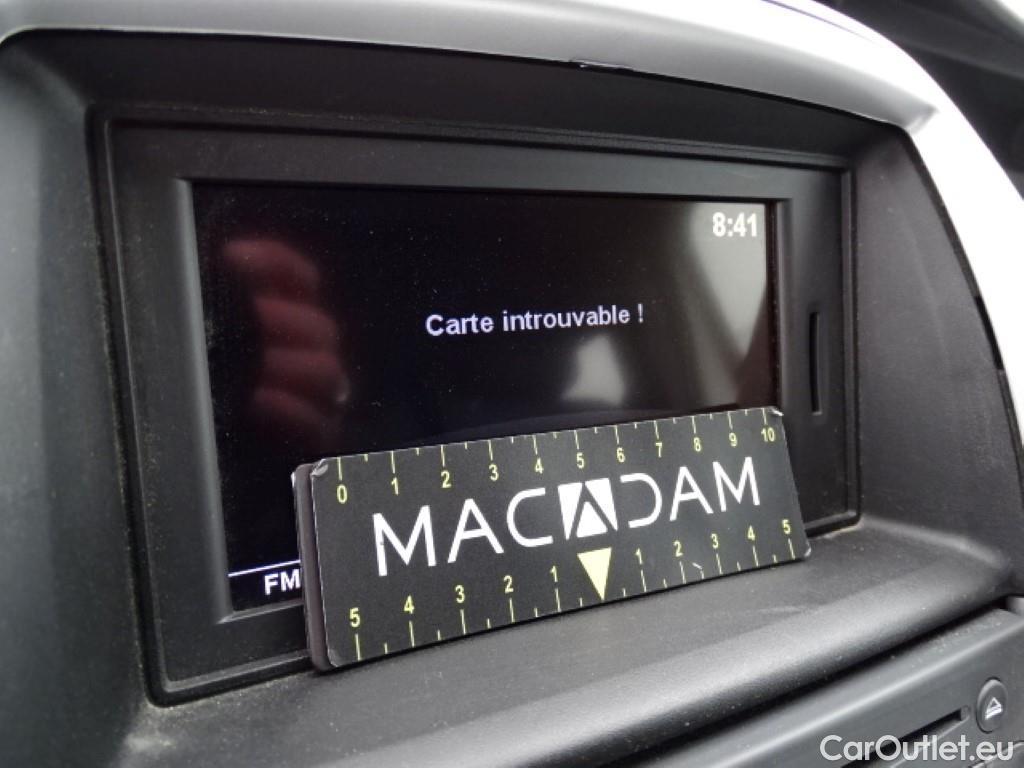 8:41
Carte introuvable !
FM
0 1 2 3 4 5 6 7 8 9 10
MACADAM
5 4 3 2 1 1 2 3 4 5
CarOutlet.eu